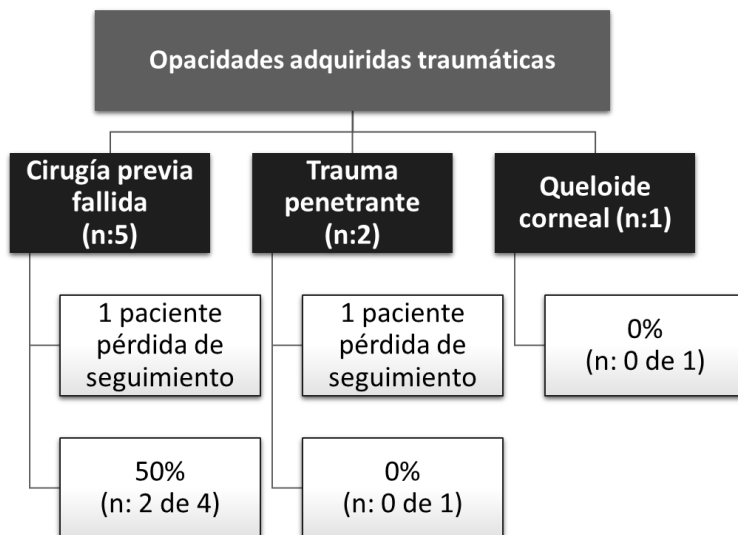 Opacidades adquiridas traumáticas
Cirugía previa
fallida
(n:5)
Trauma
penetrante
(n:2)
Queloide
corneal (n:1)
1 paciente
pérdida de
seguimiento
1 paciente
pérdida de
seguimiento
0%
(n: 0 de 1)
50%
(n: 2 de 4)
0%
(n: 0 de 1)